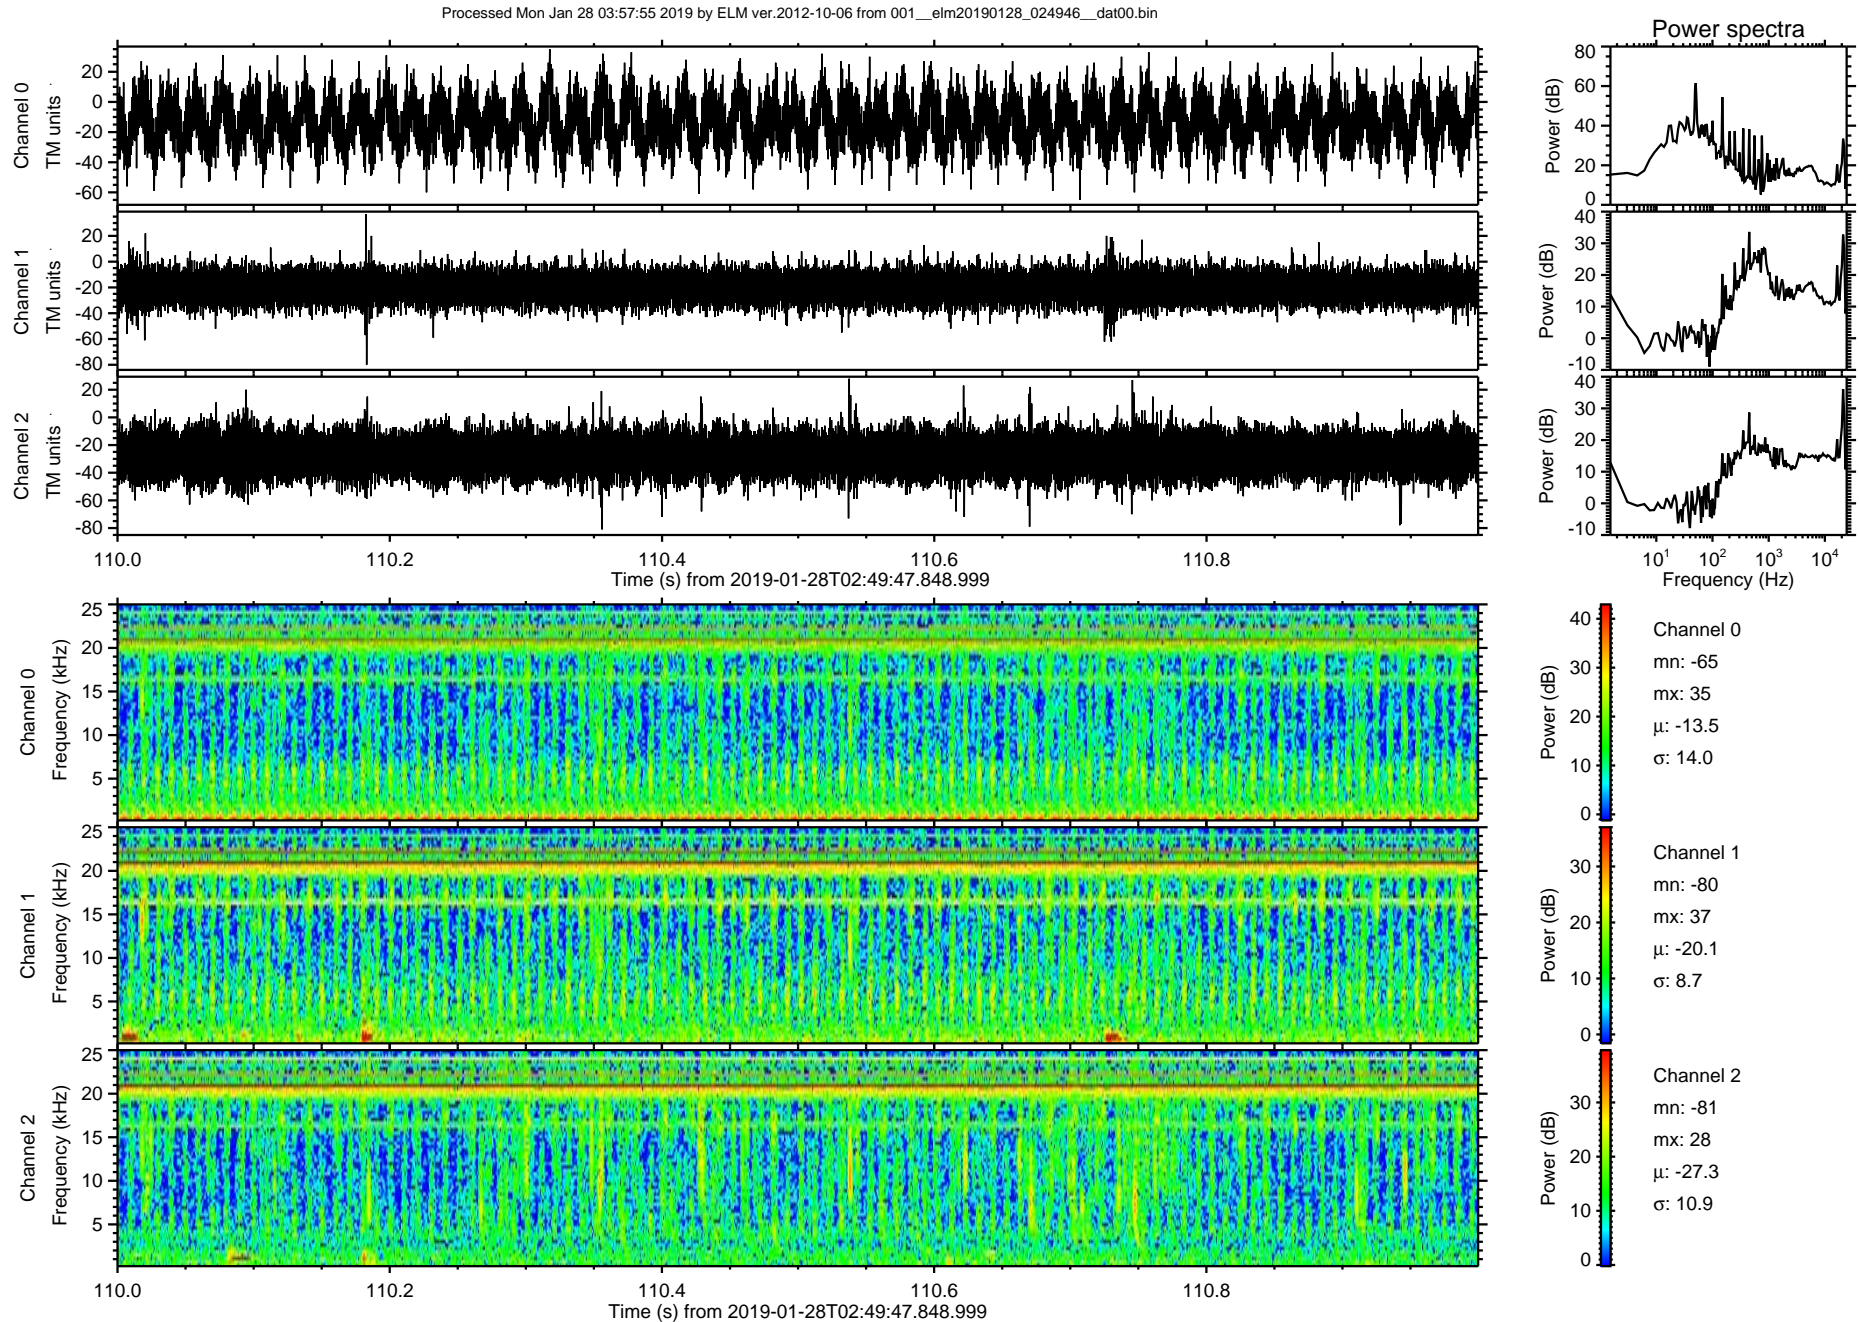 Processed Mon Jan 28 03:57:55 2019 by ELM ver.2012-10-06 from 001__elm20190128_024946__dat00.bin
Power spectra
Channel 0
TM units
20
0
-20
-40
-60
Power (dB)
80
60
40
20
0
Channel 1
TM units
20
0
-20
-40
-60
-80
Power (dB)
40
30
20
10
0
-10
Channel 2
TM units
20
0
-20
-40
-60
-80
Power (dB)
40
30
20
10
0
-10
110.0 110.2 110.4 110.6 110.8
Time (s) from 2019-01-28T02:49:47.848.999
10^1 10^2 10^3 10^4
Frequency (Hz)
Channel 0
Frequency (kHz)
25
20
15
10
5
Power (dB)
40
30
20
10
0
Channel 0
mn: -65
mx: 35
μ: -13.5
σ: 14.0
Channel 1
Frequency (kHz)
25
20
15
10
5
Power (dB)
30
20
10
0
Channel 1
mn: -80
mx: 37
μ: -20.1
σ: 8.7
Channel 2
Frequency (kHz)
25
20
15
10
5
Power (dB)
30
20
10
0
Channel 2
mn: -81
mx: 28
μ: -27.3
σ: 10.9
110.0 110.2 110.4 110.6 110.8
Time (s) from 2019-01-28T02:49:47.848.999